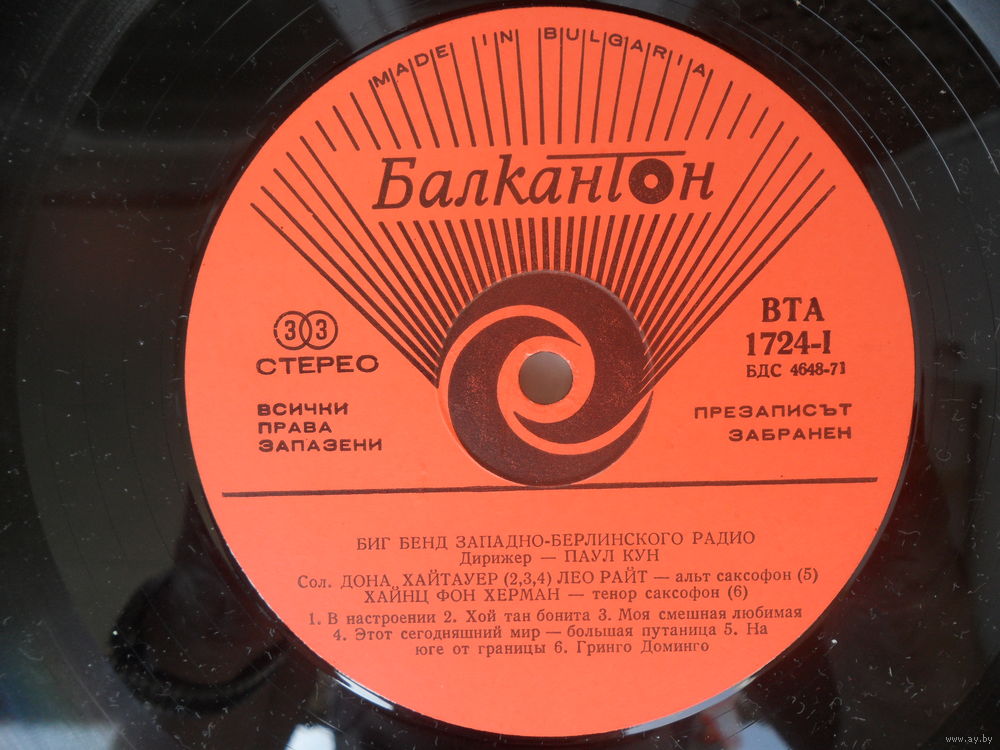 MADE IN BULGARIA
Балкантон
33
СТЕРЕО
ВСИЧКИ
ПРАВА
ЗАПАЗЕНИ
ВТА
1724-I
БДС 4648-71
ПРЕЗАПИСЪТ
ЗАБРАНЕН
БИГ БЕНД ЗАПАДНО-БЕРЛИНСКОГО РАДИО
Дирижер — ПАУЛ КУН
Сол. ДОНА ХАЙТАУЕР (2,3,4) ЛЕО РАЙТ — альт саксофон (5)
ХАЙНЦ ФОН ХЕРМАН — тенор саксофон (6)
1. В настроении 2. Хой тан бонита 3. Моя смешная любимая
4. Этот сегодняшний мир — большая путаница 5. На
юге от границы 6. Гринго Доминго
www.ay.by